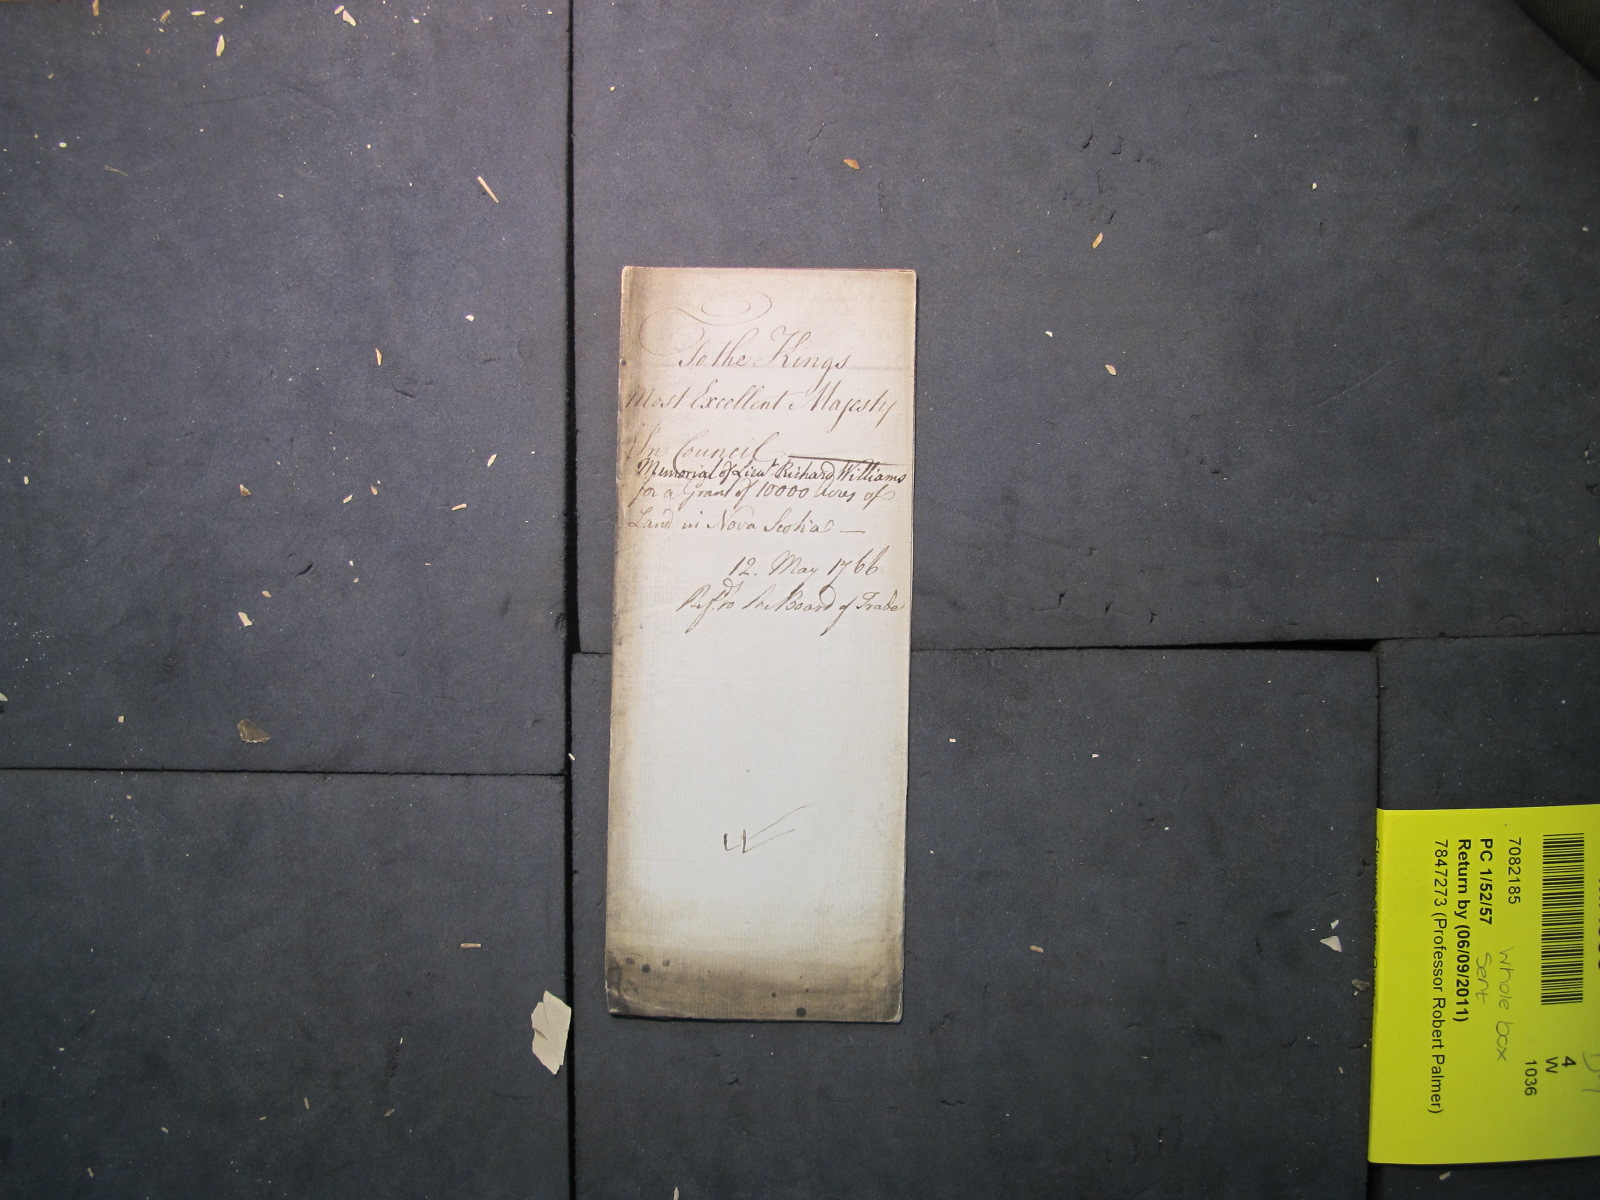 To the Kings
Most Excellent Majesty
In Council
Memorial of Lieut Richard Williams
for a Grant of 10000 Acres of
Land in Nova Scotia —
12. May 1766
Refd to the Board of Trade
7082185
PC 1/52/57
Return by (06/09/2011)
7847273 (Professor Robert Palmer)
Whole box
Sent
4
W
1036